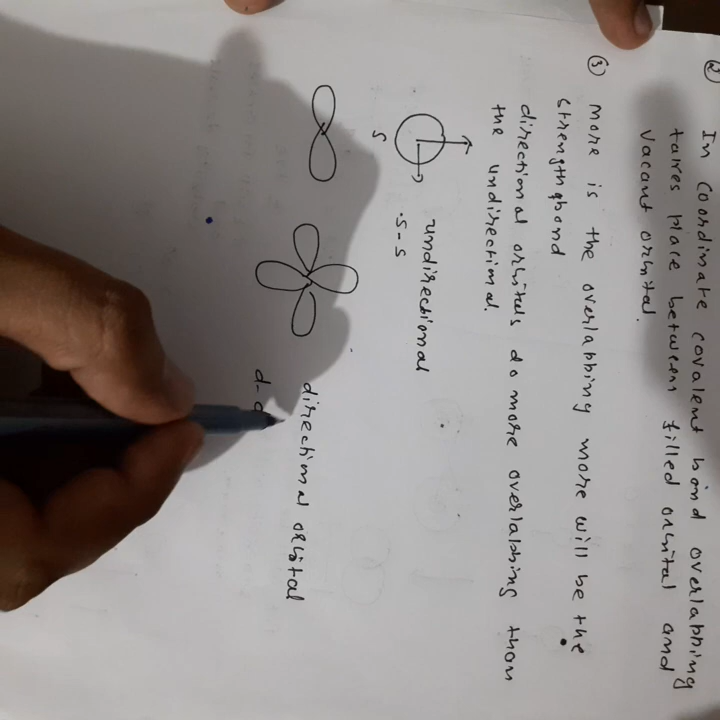 ② In coordinate covalent bond overlapping
takes place between filled orbital and
vacant orbital.
③ more is the overlapping more will be the
strength bond
directional orbitals do more overlapping than
the undirectional.
S
undirectional
S-S
directional orbital
d-d